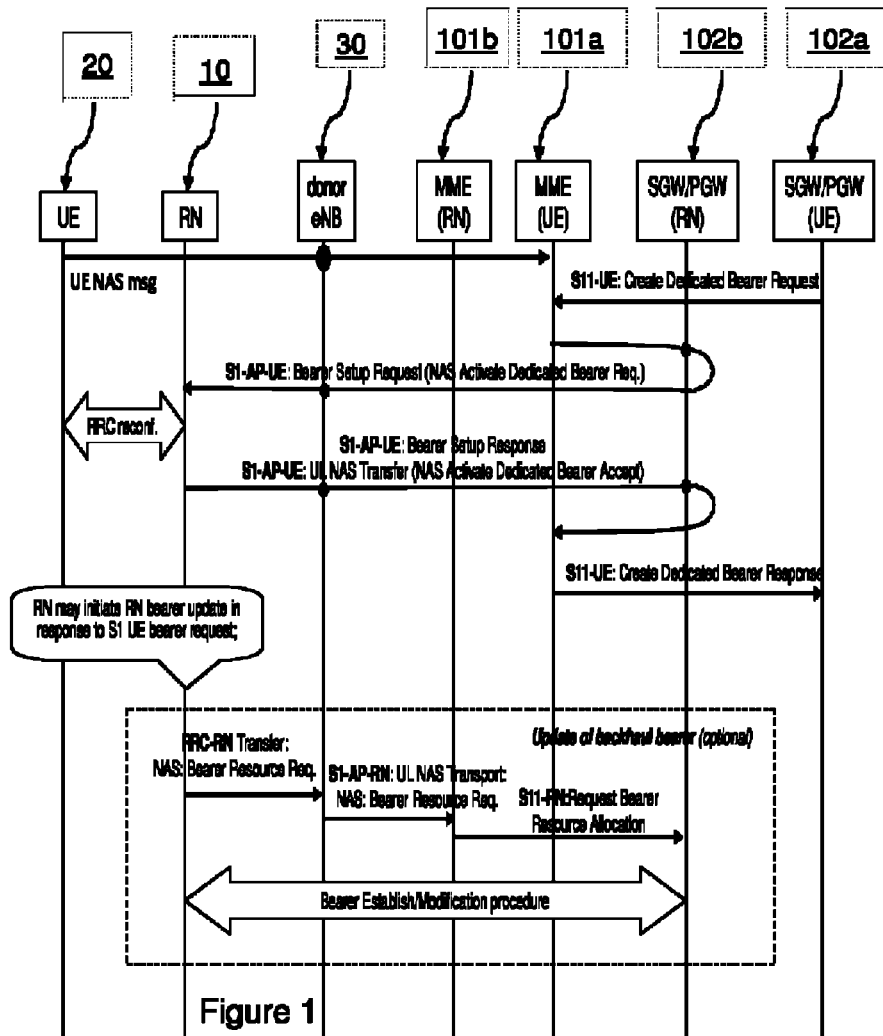 20
10
30
101b
101a
102b
102a
UE
RN
donor
eNB
MME
(RN)
MME
(UE)
SGW/PGW
(RN)
SGW/PGW
(UE)
UE NAS msg
S11-UE: Create Dedicated Bearer Request
S1-AP-UE: Bearer Setup Request (NAS Activate Dedicated Bearer Req.)
RRC reconf.
S1-AP-UE: Bearer Setup Response
S1-AP-UE: UL NAS Transfer (NAS Activate Dedicated Bearer Accept)
S11-UE: Create Dedicated Bearer Response
RN may initiate RN bearer update in
response to S1 UE bearer request;
Update of backhaul bearer (optional)
RRC-RN Transfer:
NAS: Bearer Resource Req.
S1-AP-RN: UL NAS Transport:
NAS: Bearer Resource Req.
S11-RN:Request Bearer
Resource Allocation
Bearer Establish/Modification procedure
Figure 1